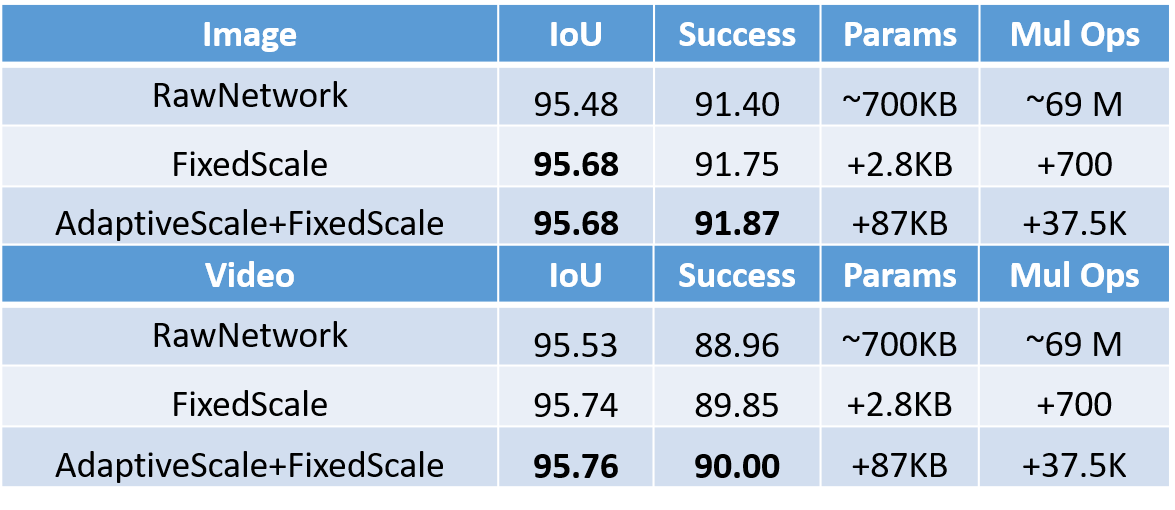 Image IoU Success Params Mul Ops
RawNetwork 95.48 91.40 ~700KB ~69 M
FixedScale 95.68 91.75 +2.8KB +700
AdaptiveScale+FixedScale 95.68 91.87 +87KB +37.5K
Video IoU Success Params Mul Ops
RawNetwork 95.53 88.96 ~700KB ~69 M
FixedScale 95.74 89.85 +2.8KB +700
AdaptiveScale+FixedScale 95.76 90.00 +87KB +37.5K